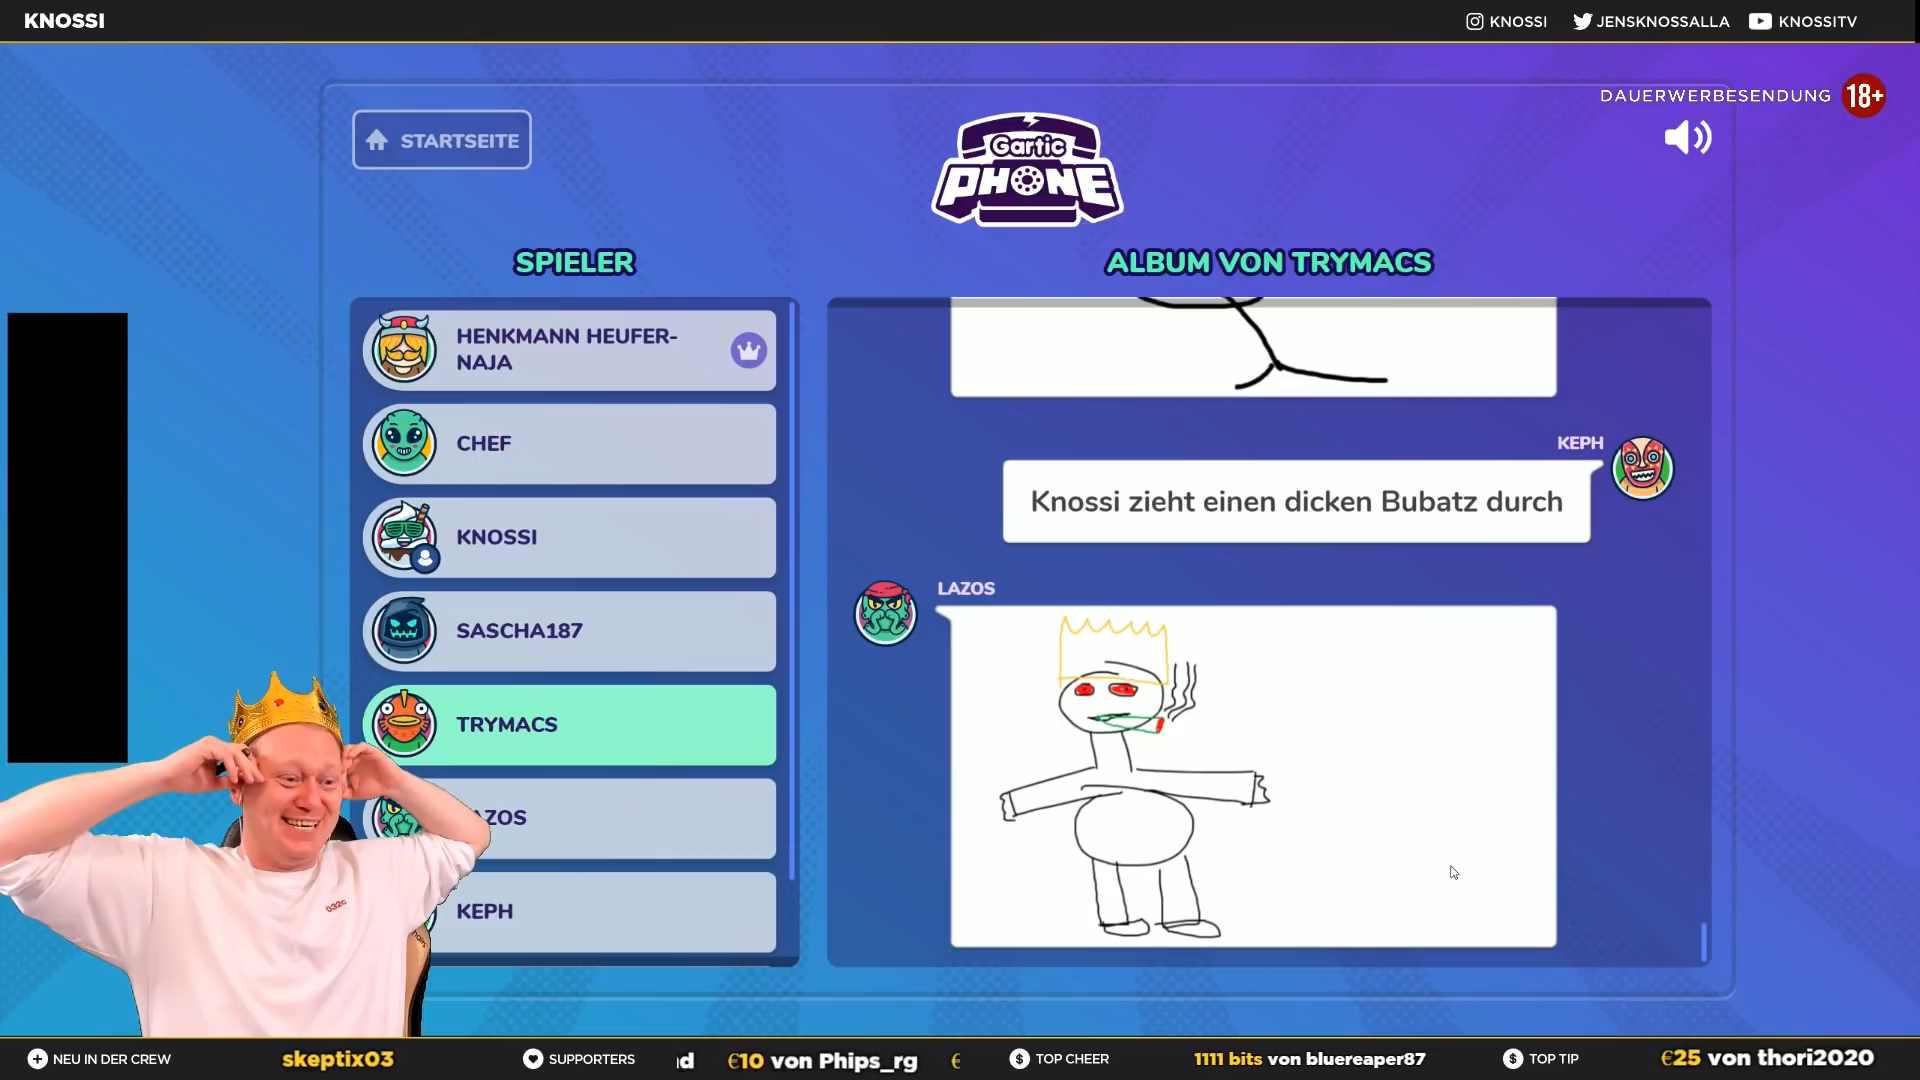 KNOSSI
KNOSSI
JENSKNOSSALLA
KNOSSITV
DAUERWERBESENDUNG 18+
STARTSEITE
Gartic
PHONE
SPIELER
ALBUM VON TRYMACS
HENKMANN HEUFER-
NAJA
CHEF
KNOSSI
SASCHA187
TRYMACS
AZOS
KEPH
KEPH
Knossi zieht einen dicken Bubatz durch
LAZOS
032c
NEU IN DER CREW
skeptix03
SUPPORTERS
d €10 von Phips_rg €
TOP CHEER
1111 bits von bluereaper87
TOP TIP
€25 von thori2020